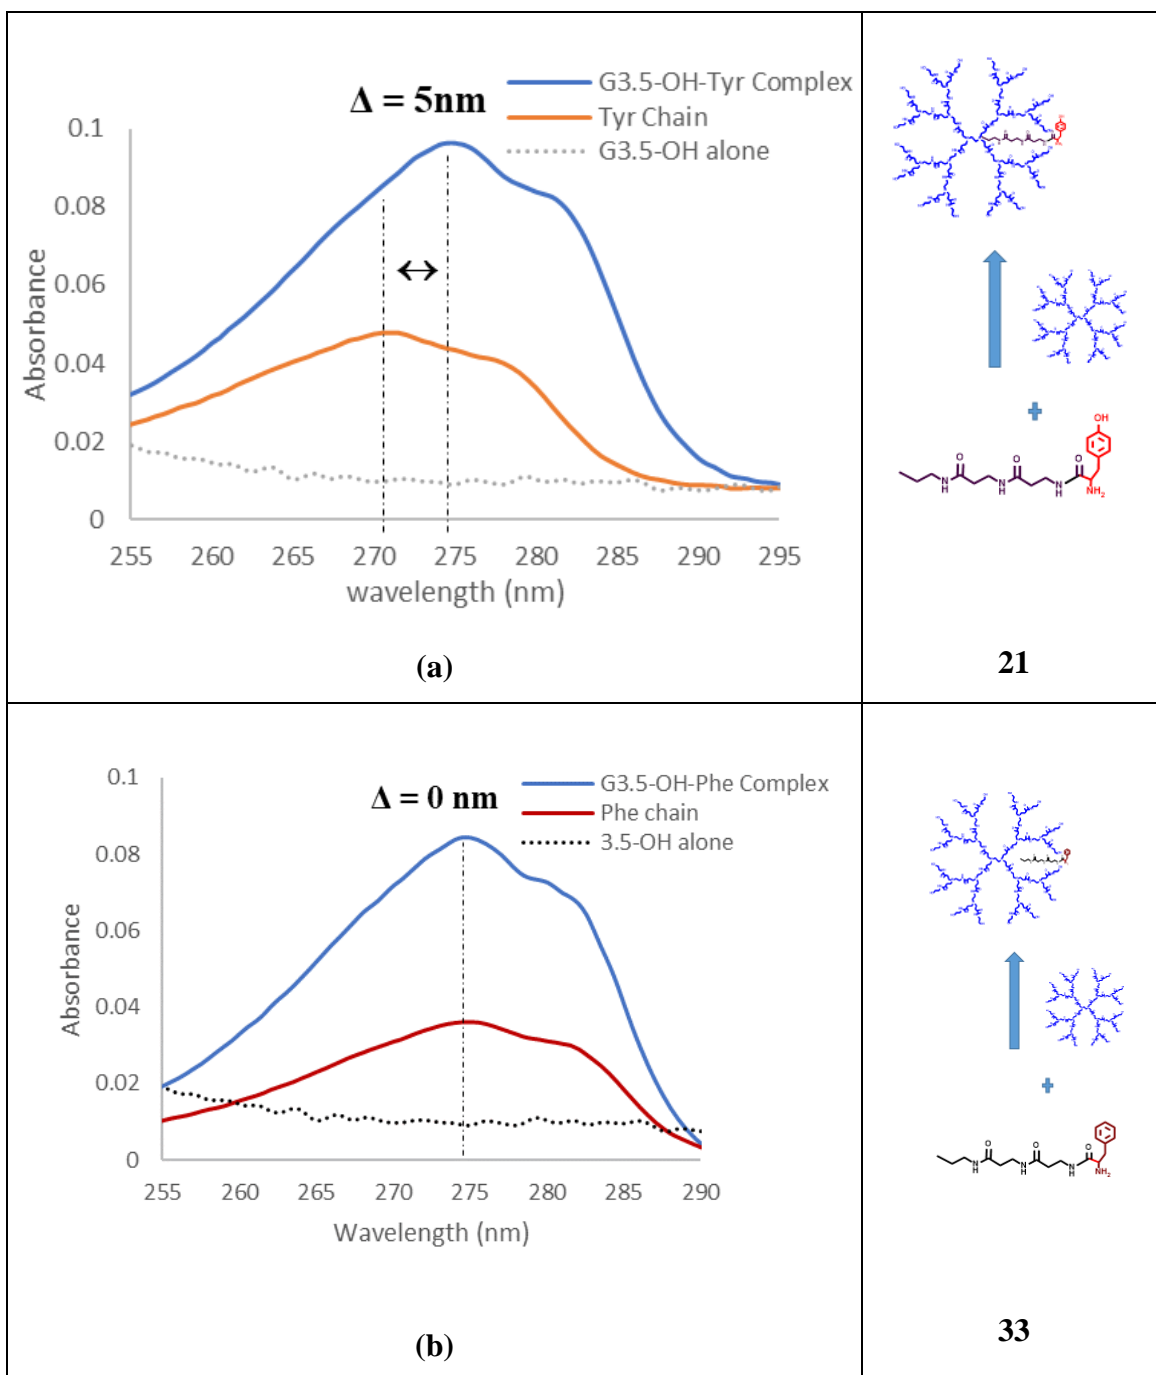 G3.5-OH-Tyr Complex
Δ = 5nm
Tyr Chain
G3.5-OH alone
0.1
0.08
0.06
0.04
0.02
0
Absorbance
↔
255 260 265 270 275 280 285 290 295
wavelength (nm)
(a)
+
OH
O O O
N H N H N H NH2
21
G3.5-OH-Phe Complex
Δ = 0 nm
Phe chain
3.5-OH alone
0.1
0.08
0.06
0.04
0.02
0
Absorbance
255 260 265 270 275 280 285 290
Wavelength (nm)
(b)
+
O O O
N H N H N H NH2
33